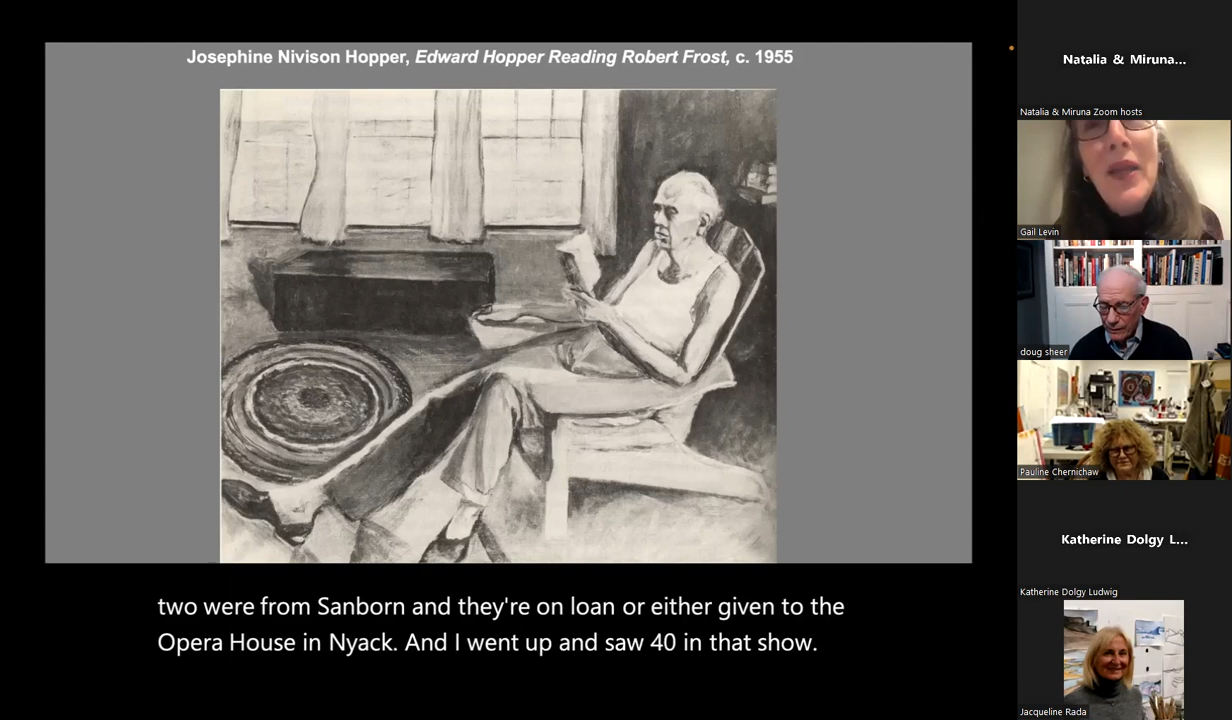 Josephine Nivison Hopper, Edward Hopper Reading Robert Frost, c. 1955
two were from Sanborn and they're on loan or either given to the
Opera House in Nyack. And I went up and saw 40 in that show.
Natalia & Miruna...
Natalia & Miruna Zoom hosts
Gail Levin
doug sheer
Pauline Chernichaw
Katherine Dolgy L...
Katherine Dolgy Ludwig
Jacqueline Rada